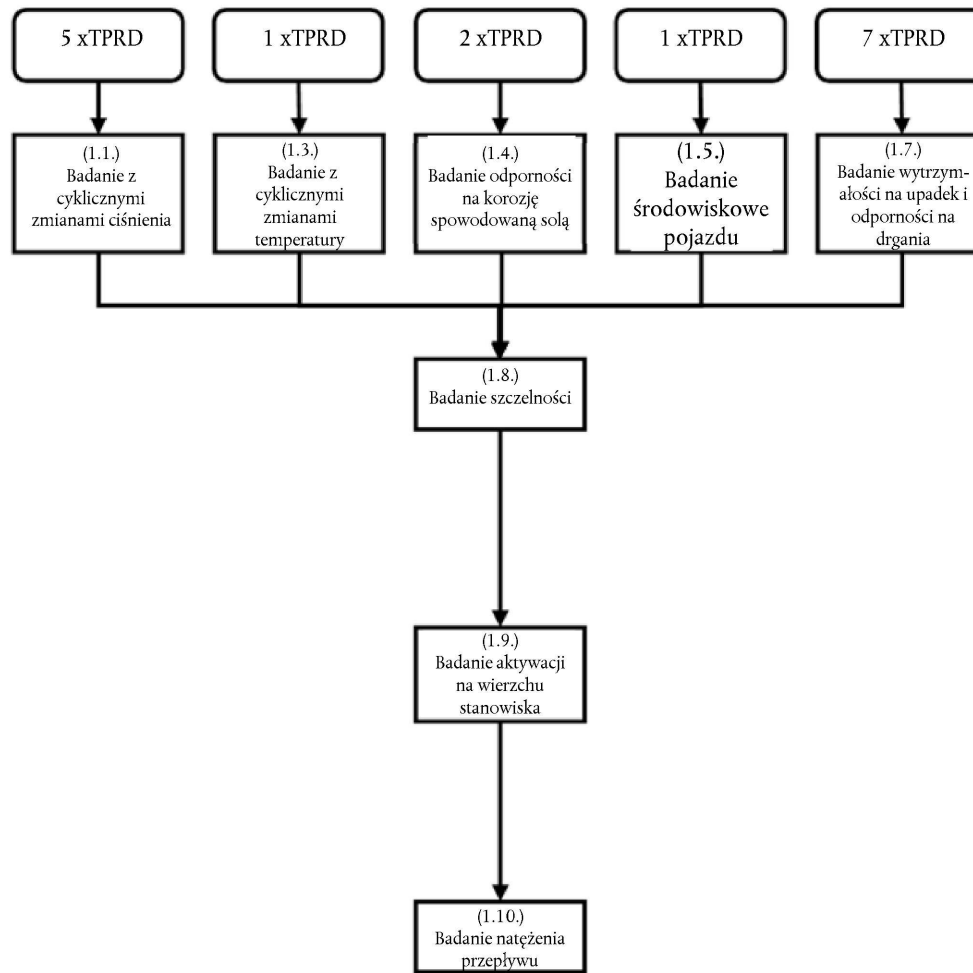 5 xTPRD
1 xTPRD
2 xTPRD
1 xTPRD
7 xTPRD
(1.1.)
Badanie z
cyklicznymi
zmianami ciśnienia
(1.3.)
Badanie z
cyklicznymi
zmianami
temperatury
(1.4.)
Badanie odporności
na korozję
spowodowaną solą
(1.5.)
Badanie
środowiskowe
pojazdu
(1.7.)
Badanie wytrzym-
ałości na upadek i
odporności na
drgania
(1.8.)
Badanie szczelności
(1.9.)
Badanie aktywacji
na wierzchu
stanowiska
(1.10.)
Badanie natężenia
przepływu